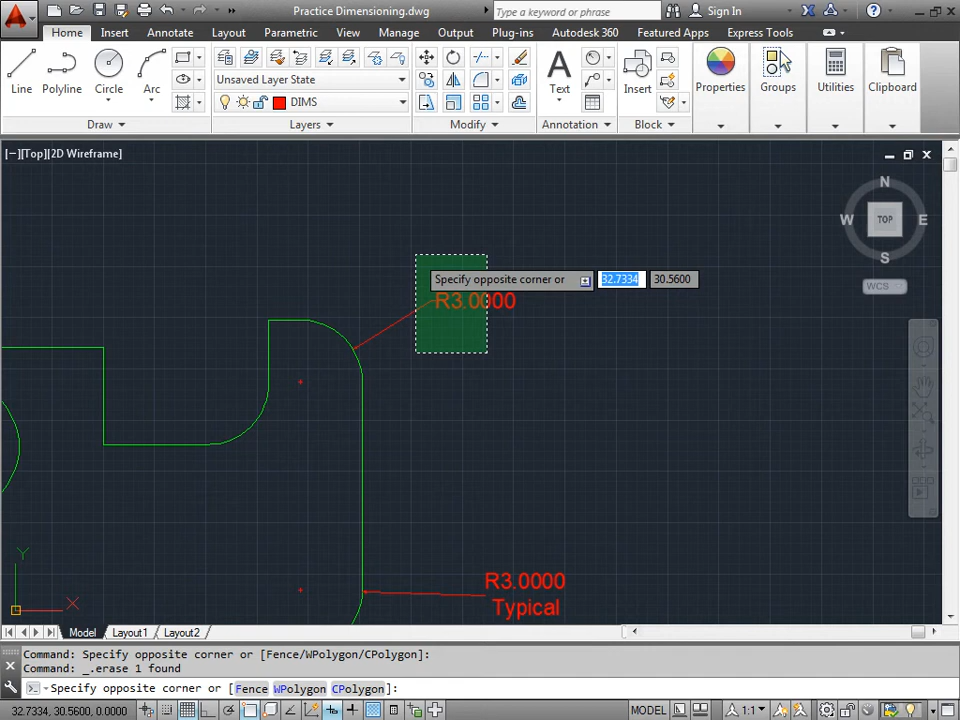 Practice Dimensioning.dwg
Type a keyword or phrase
Sign In
Home Insert Annotate Layout Parametric View Manage Output Plug-ins Autodesk 360 Featured Apps Express Tools
Unsaved Layer State
DIMS
Line Polyline Circle Arc Text Insert Properties Groups Utilities Clipboard
Draw Layers Modify Annotation Block
[−][Top][2D Wireframe]
N
W TOP E
S
WCS
Specify opposite corner or 32.7334 30.5600
R3.0000
R3.0000
Typical
Y
X
Model Layout1 Layout2
Command: Specify opposite corner or [Fence/WPolygon/CPolygon]:
Command: _.erase 1 found
Specify opposite corner or [Fence WPolygon CPolygon]:
32.7334, 30.5600, 0.0000 MODEL 1:1